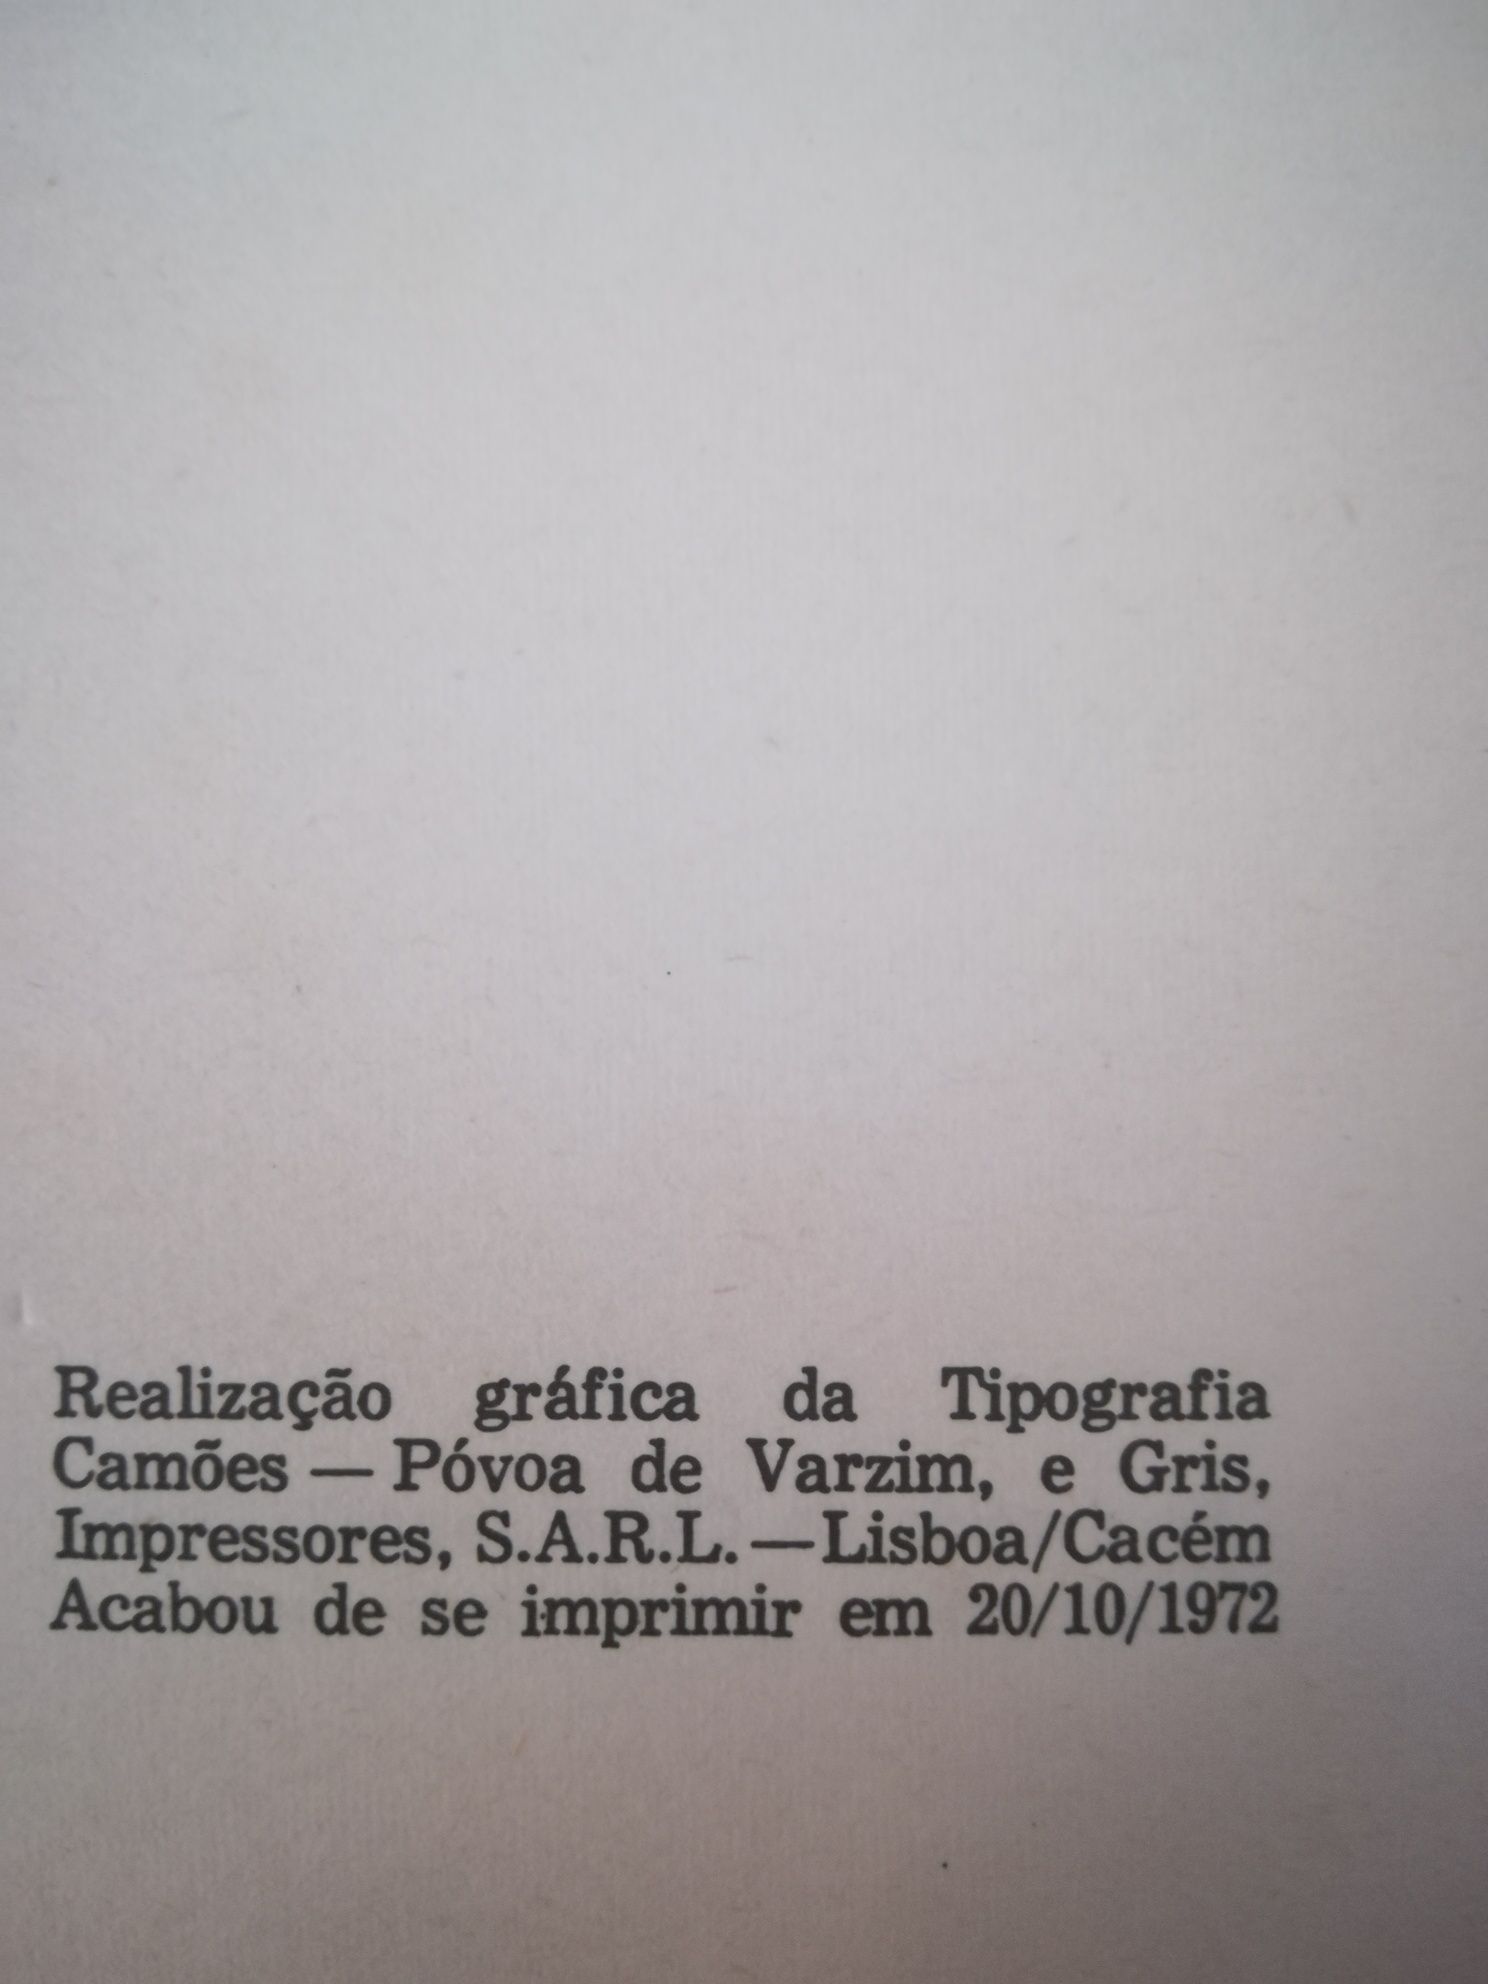 Realização gráfica da Tipografia
Camões — Póvoa de Varzim, e Gris,
Impressores, S.A.R.L. — Lisboa/Cacém
Acabou de se imprimir em 20/10/1972